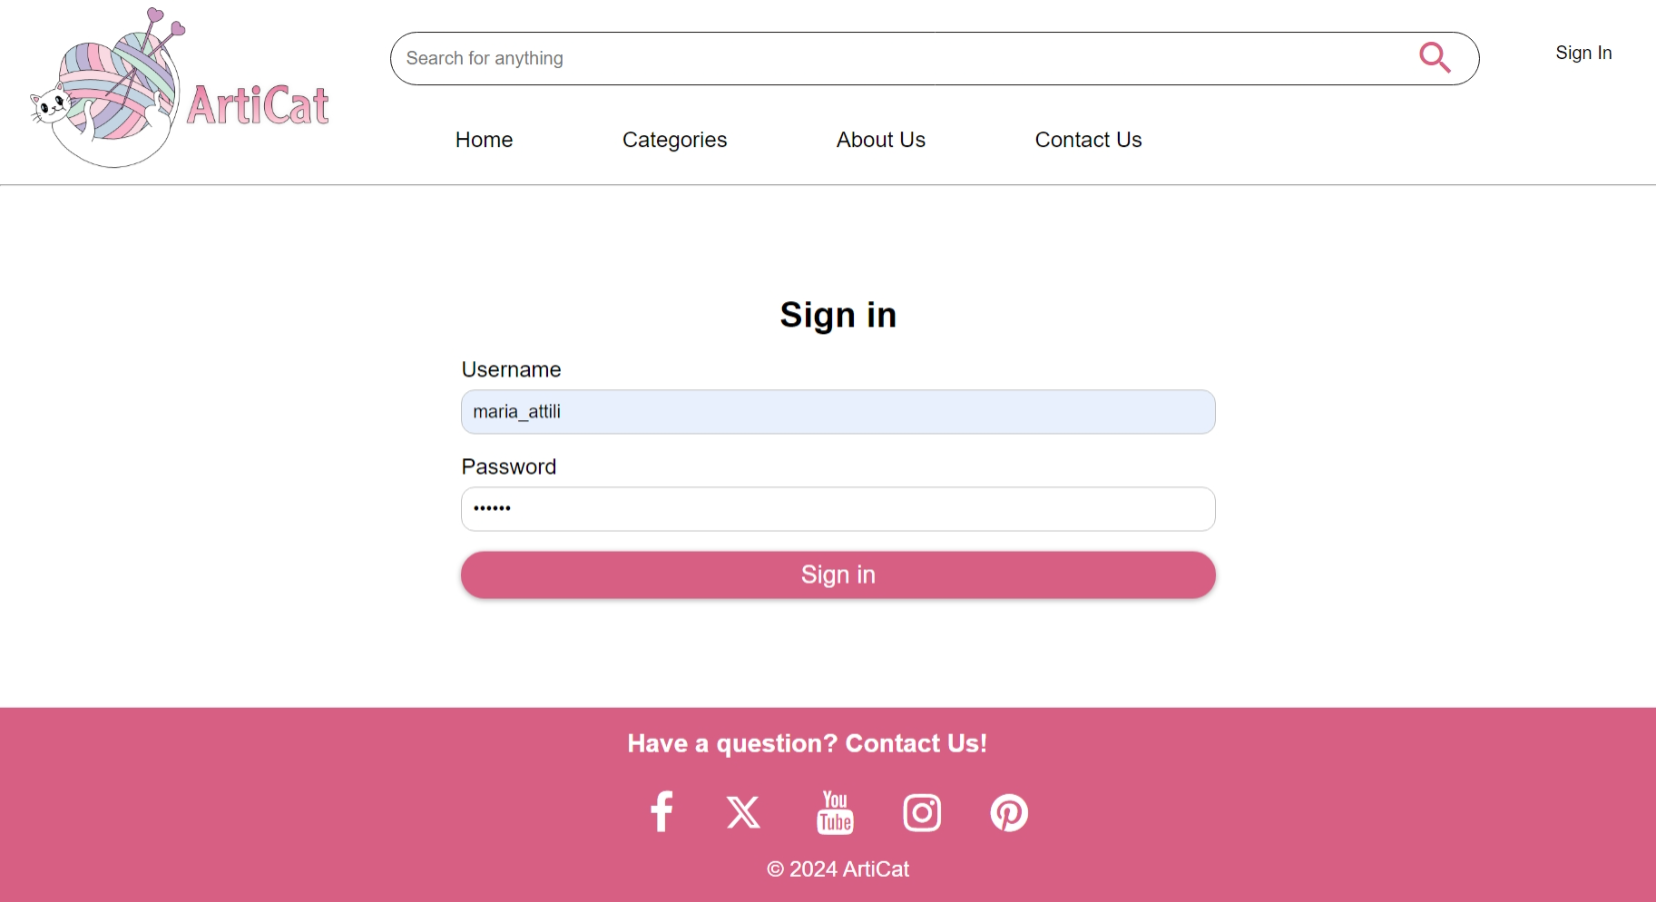 ArtiCat
Search for anything
Sign In
Home Categories About Us Contact Us
Sign in
Username
maria_attili
Password
••••••
Sign in
Have a question? Contact Us!
You
Tube
© 2024 ArtiCat